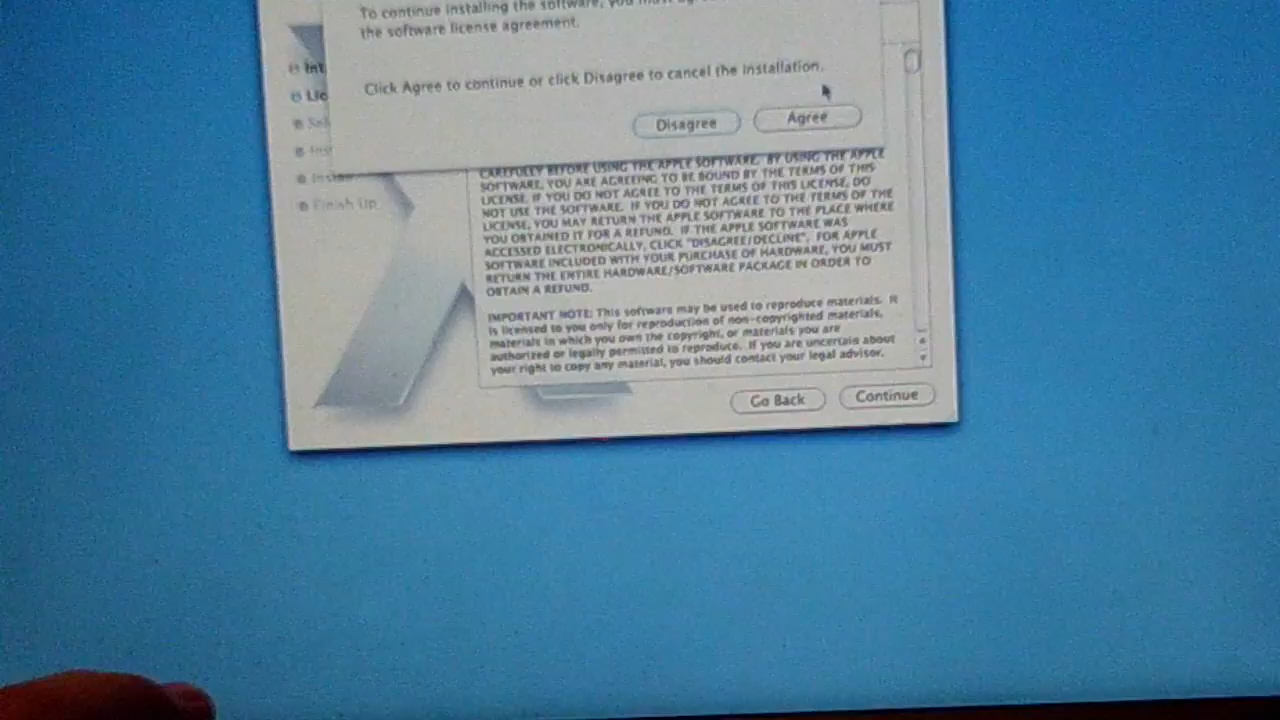 To continue installing the software, you must
the software license agreement.
Click Agree to continue or click Disagree to cancel the installation.
Disagree
Agree
Int
Lic
Sel
Inst
Install
Finish Up
CAREFULLY BEFORE USING THE APPLE SOFTWARE. BY USING THE APPLE
SOFTWARE, YOU ARE AGREEING TO BE BOUND BY THE TERMS OF THIS
LICENSE. IF YOU DO NOT AGREE TO THE TERMS OF THIS LICENSE, DO
NOT USE THE SOFTWARE. IF YOU DO NOT AGREE TO THE TERMS OF THE
LICENSE, YOU MAY RETURN THE APPLE SOFTWARE TO THE PLACE WHERE
YOU OBTAINED IT FOR A REFUND. IF THE APPLE SOFTWARE WAS
ACCESSED ELECTRONICALLY, CLICK "DISAGREE/DECLINE". FOR APPLE
SOFTWARE INCLUDED WITH YOUR PURCHASE OF HARDWARE, YOU MUST
RETURN THE ENTIRE HARDWARE/SOFTWARE PACKAGE IN ORDER TO
OBTAIN A REFUND.
IMPORTANT NOTE: This software may be used to reproduce materials. It
is licensed to you only for reproduction of non-copyrighted materials,
materials in which you own the copyright, or materials you are
authorized or legally permitted to reproduce. If you are uncertain about
your right to copy any material, you should contact your legal advisor.
Go Back
Continue